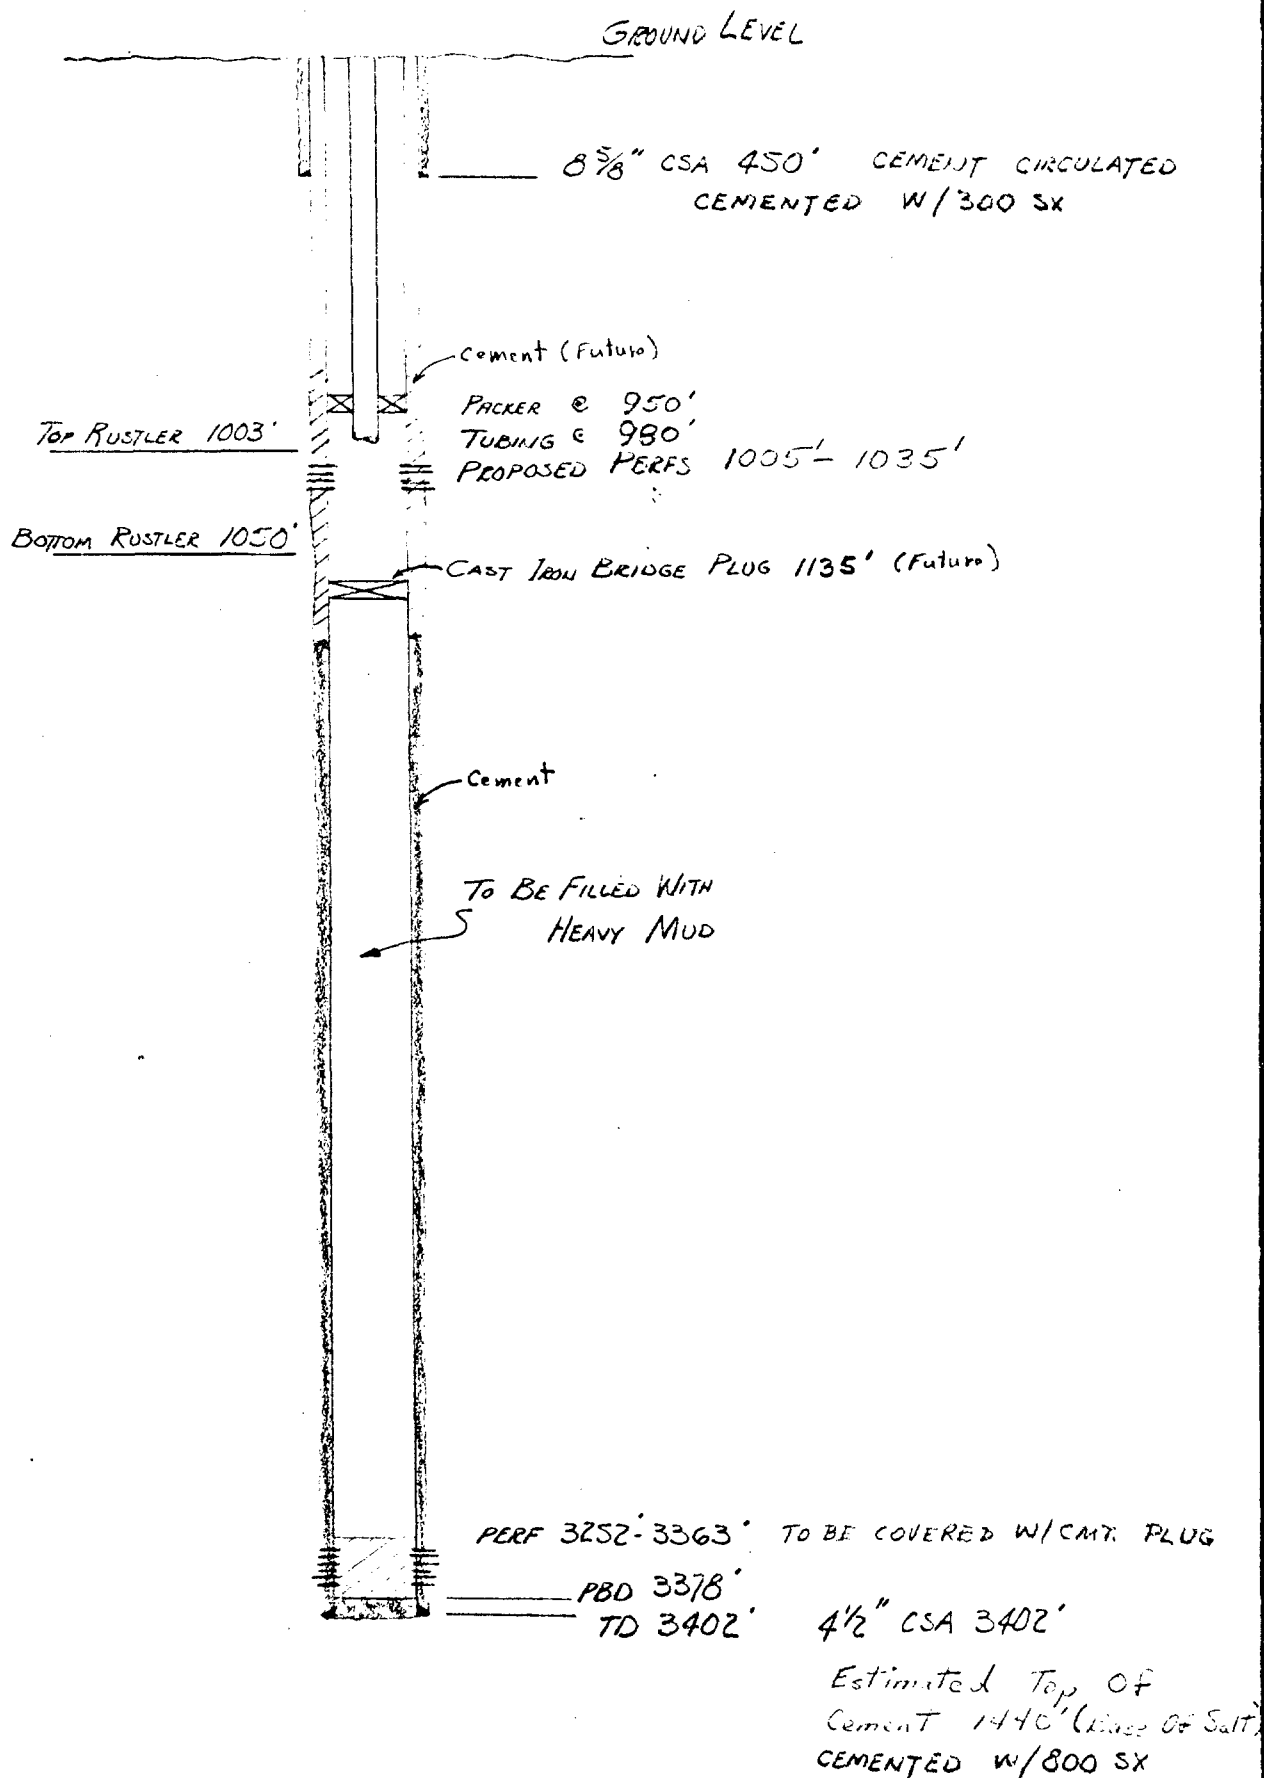 GROUND LEVEL
8 5/8" CSA 450' CEMENT CIRCULATED
CEMENTED W/300 SX
Cement (Future)
PACKER @ 950'
TOP RUSTLER 1003'
TUBING @ 980'
PROPOSED PERFS 1005'- 1035'
BOTTOM RUSTLER 1050'
CAST IRON BRIDGE PLUG 1135' (Future)
Cement
TO BE FILLED WITH
HEAVY MUD
PERF 3252'-3363' TO BE COVERED W/CMT. PLUG
PBD 3378'
TD 3402' 4 1/2" CSA 3402'
Estimated Top Of
Cement 1440' (Base Of Salt)
CEMENTED W/800 SX